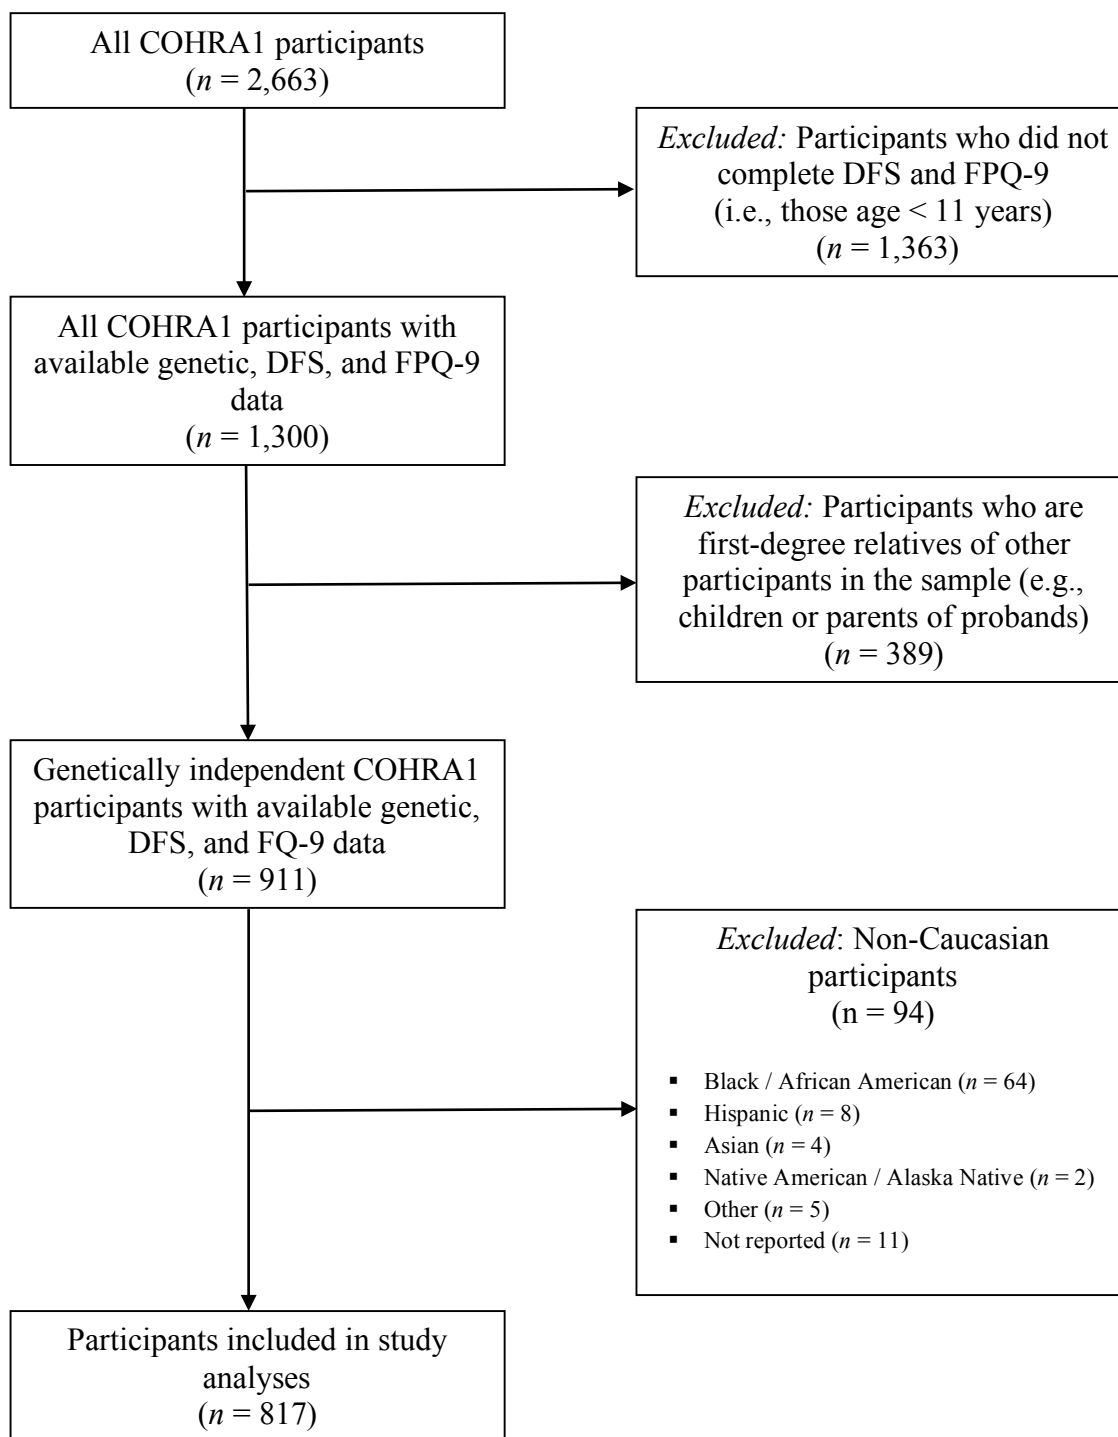 All COHRA1 participants
(n = 2,663)
Excluded: Participants who did not
complete DFS and FPQ-9
(i.e., those age < 11 years)
(n = 1,363)
All COHRA1 participants with
available genetic, DFS, and FPQ-9
data
(n = 1,300)
Excluded: Participants who are
first-degree relatives of other
participants in the sample (e.g.,
children or parents of probands)
(n = 389)
Genetically independent COHRA1
participants with available genetic,
DFS, and FQ-9 data
(n = 911)
Excluded: Non-Caucasian
participants
(n = 94)
▪ Black / African American (n = 64)
▪ Hispanic (n = 8)
▪ Asian (n = 4)
▪ Native American / Alaska Native (n = 2)
▪ Other (n = 5)
▪ Not reported (n = 11)
Participants included in study
analyses
(n = 817)